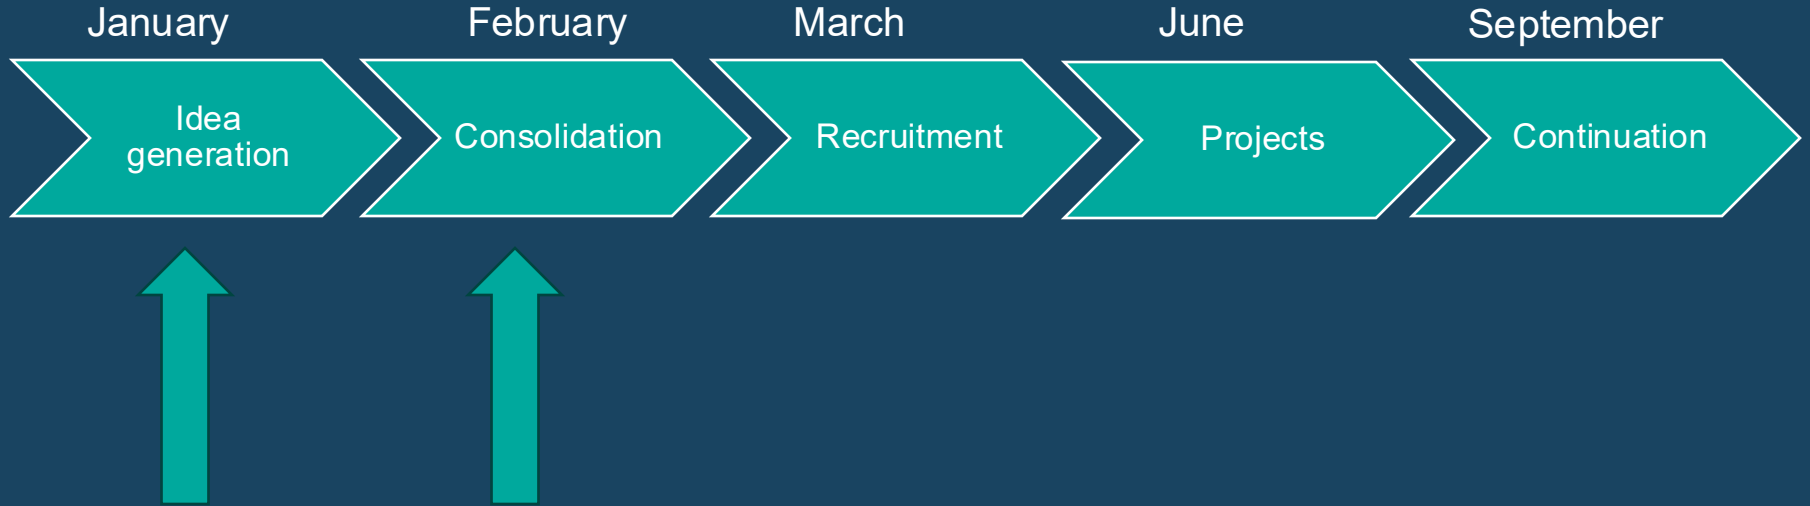 January
February
March
June
September
Idea
generation
Consolidation
Recruitment
Projects
Continuation